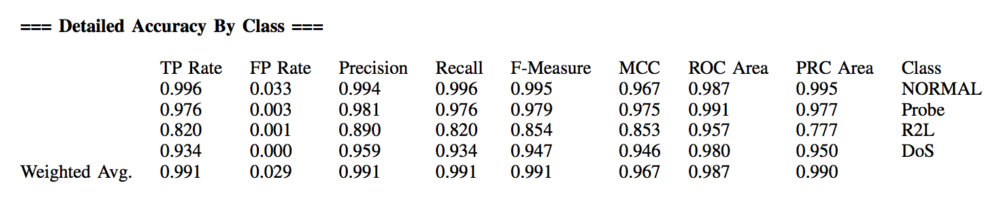 === Detailed Accuracy By Class ===
TP Rate FP Rate Precision Recall F-Measure MCC ROC Area PRC Area Class
0.996 0.033 0.994 0.996 0.995 0.967 0.987 0.995 NORMAL
0.976 0.003 0.981 0.976 0.979 0.975 0.991 0.977 Probe
0.820 0.001 0.890 0.820 0.854 0.853 0.957 0.777 R2L
0.934 0.000 0.959 0.934 0.947 0.946 0.980 0.950 DoS
Weighted Avg. 0.991 0.029 0.991 0.991 0.991 0.967 0.987 0.990